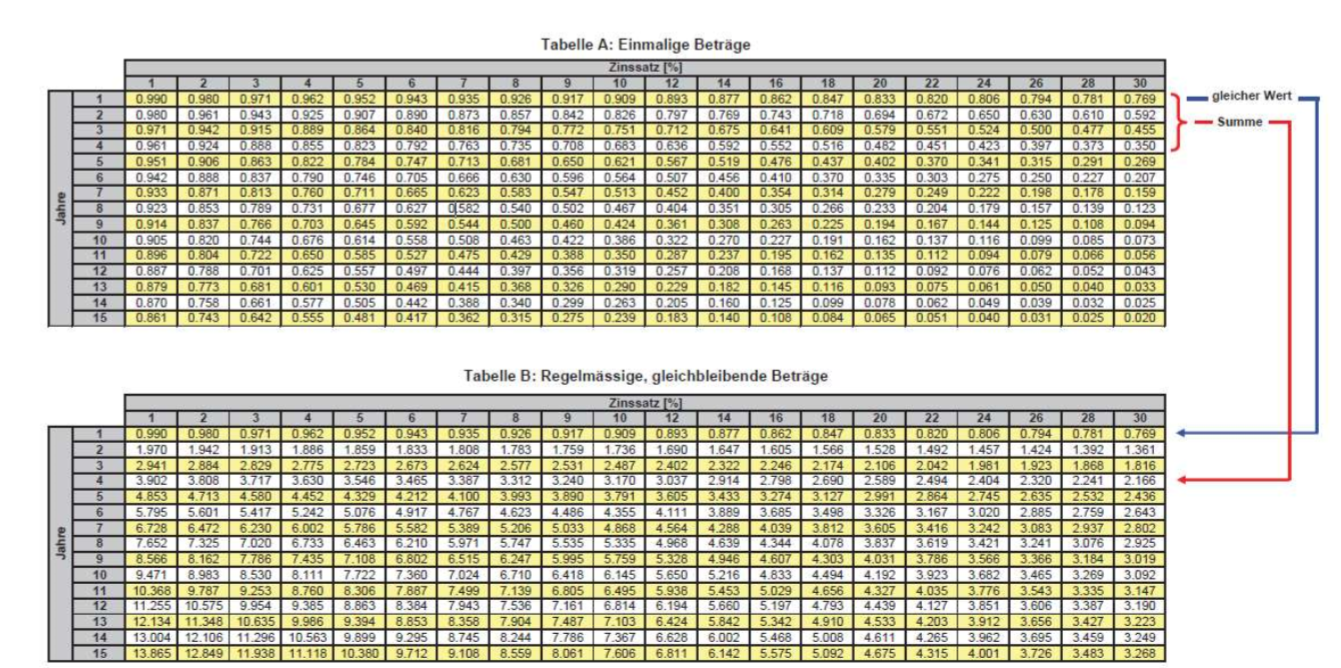 Tabelle A: Einmalige Beträge
Zinssatz [%]
1 2 3 4 5 6 7 8 9 10 12 14 16 18 20 22 24 26 28 30
Jahre
1 0.990 0.980 0.971 0.962 0.952 0.943 0.935 0.926 0.917 0.909 0.893 0.877 0.862 0.847 0.833 0.820 0.806 0.794 0.781 0.769
gleicher Wert
2 0.980 0.961 0.943 0.925 0.907 0.890 0.873 0.857 0.842 0.826 0.797 0.769 0.743 0.718 0.694 0.672 0.650 0.630 0.610 0.592
Summe
3 0.971 0.942 0.915 0.889 0.864 0.840 0.816 0.794 0.772 0.751 0.712 0.675 0.641 0.609 0.579 0.551 0.524 0.500 0.477 0.455
4 0.961 0.924 0.888 0.855 0.823 0.792 0.763 0.735 0.708 0.683 0.636 0.592 0.552 0.516 0.482 0.451 0.423 0.397 0.373 0.350
5 0.951 0.906 0.863 0.822 0.784 0.747 0.713 0.681 0.650 0.621 0.567 0.519 0.476 0.437 0.402 0.370 0.341 0.315 0.291 0.269
6 0.942 0.888 0.837 0.790 0.746 0.705 0.666 0.630 0.596 0.564 0.507 0.456 0.410 0.370 0.335 0.303 0.275 0.250 0.227 0.207
7 0.933 0.871 0.813 0.760 0.711 0.665 0.623 0.583 0.547 0.513 0.452 0.400 0.354 0.314 0.279 0.249 0.222 0.198 0.178 0.159
8 0.923 0.853 0.789 0.731 0.677 0.627 0.582 0.540 0.502 0.467 0.404 0.351 0.305 0.266 0.233 0.204 0.179 0.157 0.139 0.123
9 0.914 0.837 0.766 0.703 0.645 0.592 0.544 0.500 0.460 0.424 0.361 0.308 0.263 0.225 0.194 0.167 0.144 0.125 0.108 0.094
10 0.905 0.820 0.744 0.676 0.614 0.558 0.508 0.463 0.422 0.386 0.322 0.270 0.227 0.191 0.162 0.137 0.116 0.099 0.085 0.073
11 0.896 0.804 0.722 0.650 0.585 0.527 0.475 0.429 0.388 0.350 0.287 0.237 0.195 0.162 0.135 0.112 0.094 0.079 0.066 0.056
12 0.887 0.788 0.701 0.625 0.557 0.497 0.444 0.397 0.356 0.319 0.257 0.208 0.168 0.137 0.112 0.092 0.076 0.062 0.052 0.043
13 0.879 0.773 0.681 0.601 0.530 0.469 0.415 0.368 0.326 0.290 0.229 0.182 0.145 0.116 0.093 0.075 0.061 0.050 0.040 0.033
14 0.870 0.758 0.661 0.577 0.505 0.442 0.388 0.340 0.299 0.263 0.205 0.160 0.125 0.099 0.078 0.062 0.049 0.039 0.032 0.025
15 0.861 0.743 0.642 0.555 0.481 0.417 0.362 0.315 0.275 0.239 0.183 0.140 0.108 0.084 0.065 0.051 0.040 0.031 0.025 0.020
Tabelle B: Regelmässige, gleichbleibende Beträge
Zinssatz [%]
1 2 3 4 5 6 7 8 9 10 12 14 16 18 20 22 24 26 28 30
Jahre
1 0.990 0.980 0.971 0.962 0.952 0.943 0.935 0.926 0.917 0.909 0.893 0.877 0.862 0.847 0.833 0.820 0.806 0.794 0.781 0.769
2 1.970 1.942 1.913 1.886 1.859 1.833 1.808 1.783 1.759 1.736 1.690 1.647 1.605 1.566 1.528 1.492 1.457 1.424 1.392 1.361
3 2.941 2.884 2.829 2.775 2.723 2.673 2.624 2.577 2.531 2.487 2.402 2.322 2.246 2.174 2.106 2.042 1.981 1.923 1.868 1.816
4 3.902 3.808 3.717 3.630 3.546 3.465 3.387 3.312 3.240 3.170 3.037 2.914 2.798 2.690 2.589 2.494 2.404 2.320 2.241 2.166
5 4.853 4.713 4.580 4.452 4.329 4.212 4.100 3.993 3.890 3.791 3.605 3.433 3.274 3.127 2.991 2.864 2.745 2.635 2.532 2.436
6 5.795 5.601 5.417 5.242 5.076 4.917 4.767 4.623 4.486 4.355 4.111 3.889 3.685 3.498 3.326 3.167 3.020 2.885 2.759 2.643
7 6.728 6.472 6.230 6.002 5.786 5.582 5.389 5.206 5.033 4.868 4.564 4.288 4.039 3.812 3.605 3.416 3.242 3.083 2.937 2.802
8 7.652 7.325 7.020 6.733 6.463 6.210 5.971 5.747 5.535 5.335 4.968 4.639 4.344 4.078 3.837 3.619 3.421 3.241 3.076 2.925
9 8.566 8.162 7.786 7.435 7.108 6.802 6.515 6.247 5.995 5.759 5.328 4.946 4.607 4.303 4.031 3.786 3.566 3.366 3.184 3.019
10 9.471 8.983 8.530 8.111 7.722 7.360 7.024 6.710 6.418 6.145 5.650 5.216 4.833 4.494 4.192 3.923 3.682 3.465 3.269 3.092
11 10.368 9.787 9.253 8.760 8.306 7.887 7.499 7.139 6.805 6.495 5.938 5.453 5.029 4.656 4.327 4.035 3.776 3.543 3.335 3.147
12 11.255 10.575 9.954 9.385 8.863 8.384 7.943 7.536 7.161 6.814 6.194 5.660 5.197 4.793 4.439 4.127 3.851 3.606 3.387 3.190
13 12.134 11.348 10.635 9.986 9.394 8.853 8.358 7.904 7.487 7.103 6.424 5.842 5.342 4.910 4.533 4.203 3.912 3.656 3.427 3.223
14 13.004 12.106 11.296 10.563 9.899 9.295 8.745 8.244 7.786 7.367 6.628 6.002 5.468 5.008 4.611 4.265 3.962 3.695 3.459 3.249
15 13.865 12.849 11.938 11.118 10.380 9.712 9.108 8.559 8.061 7.606 6.811 6.142 5.575 5.092 4.675 4.315 4.001 3.726 3.483 3.268